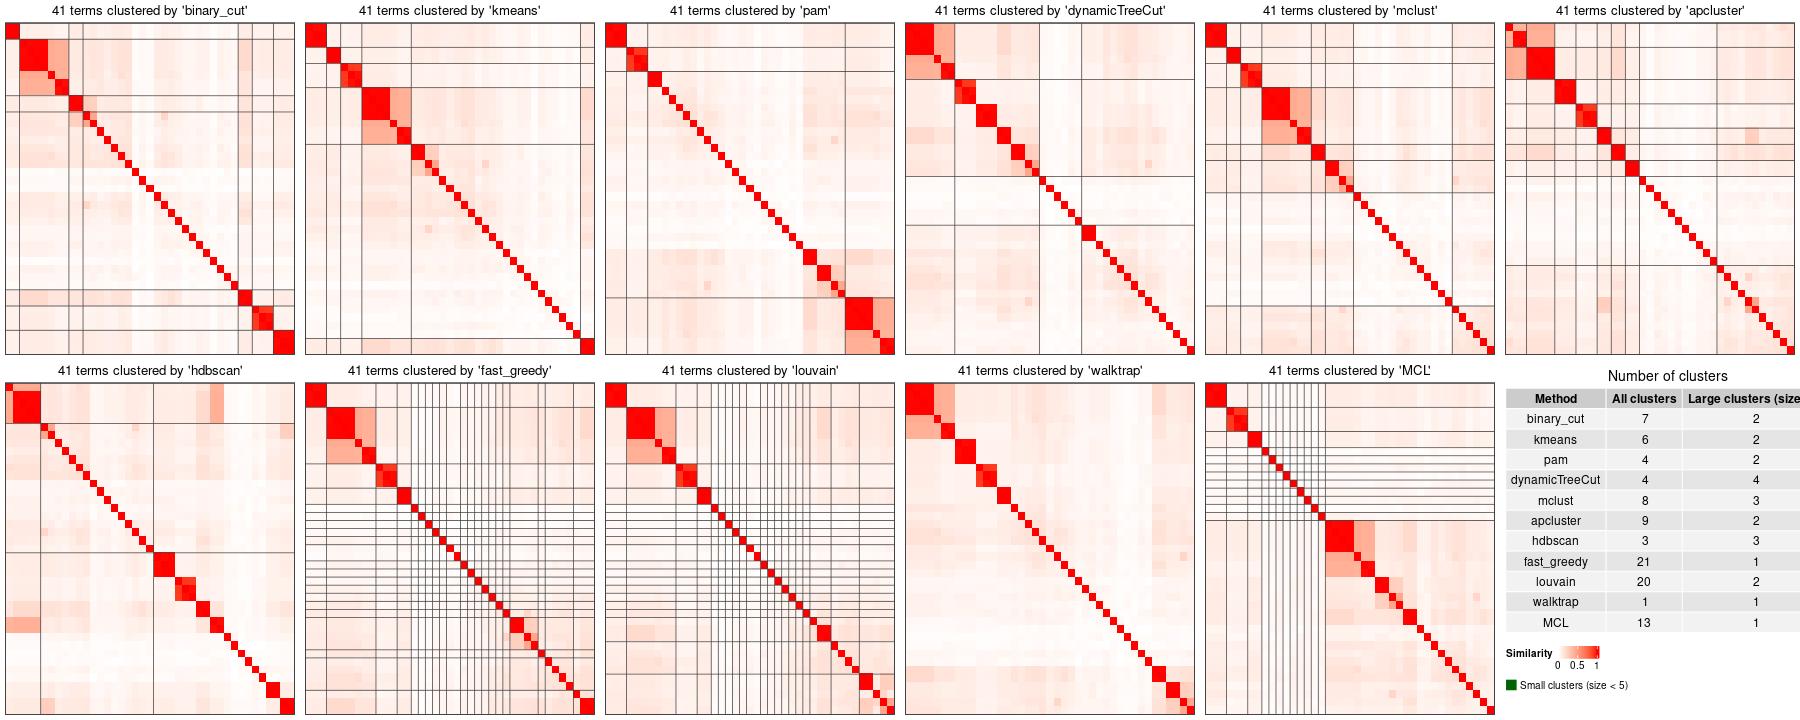 41 terms clustered by 'binary_cut'
41 terms clustered by 'kmeans'
41 terms clustered by 'pam'
41 terms clustered by 'dynamicTreeCut'
41 terms clustered by 'mclust'
41 terms clustered by 'apcluster'
41 terms clustered by 'hdbscan'
41 terms clustered by 'fast_greedy'
41 terms clustered by 'louvain'
41 terms clustered by 'walktrap'
41 terms clustered by 'MCL'
Number of clusters
Method All clusters Large clusters (size
binary_cut 7 2
kmeans 6 2
pam 4 2
dynamicTreeCut 4 4
mclust 8 3
apcluster 9 2
hdbscan 3 3
fast_greedy 21 1
louvain 20 2
walktrap 1 1
MCL 13 1
Similarity
0 0.5 1
Small clusters (size < 5)